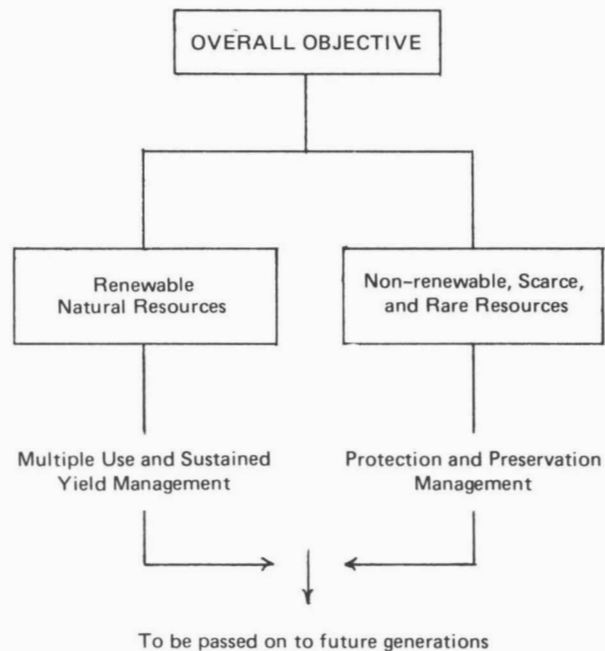 OVERALL OBJECTIVE
Renewable
Natural Resources
Non-renewable, Scarce,
and Rare Resources
Multiple Use and Sustained
Yield Management
Protection and Preservation
Management
To be passed on to future generations